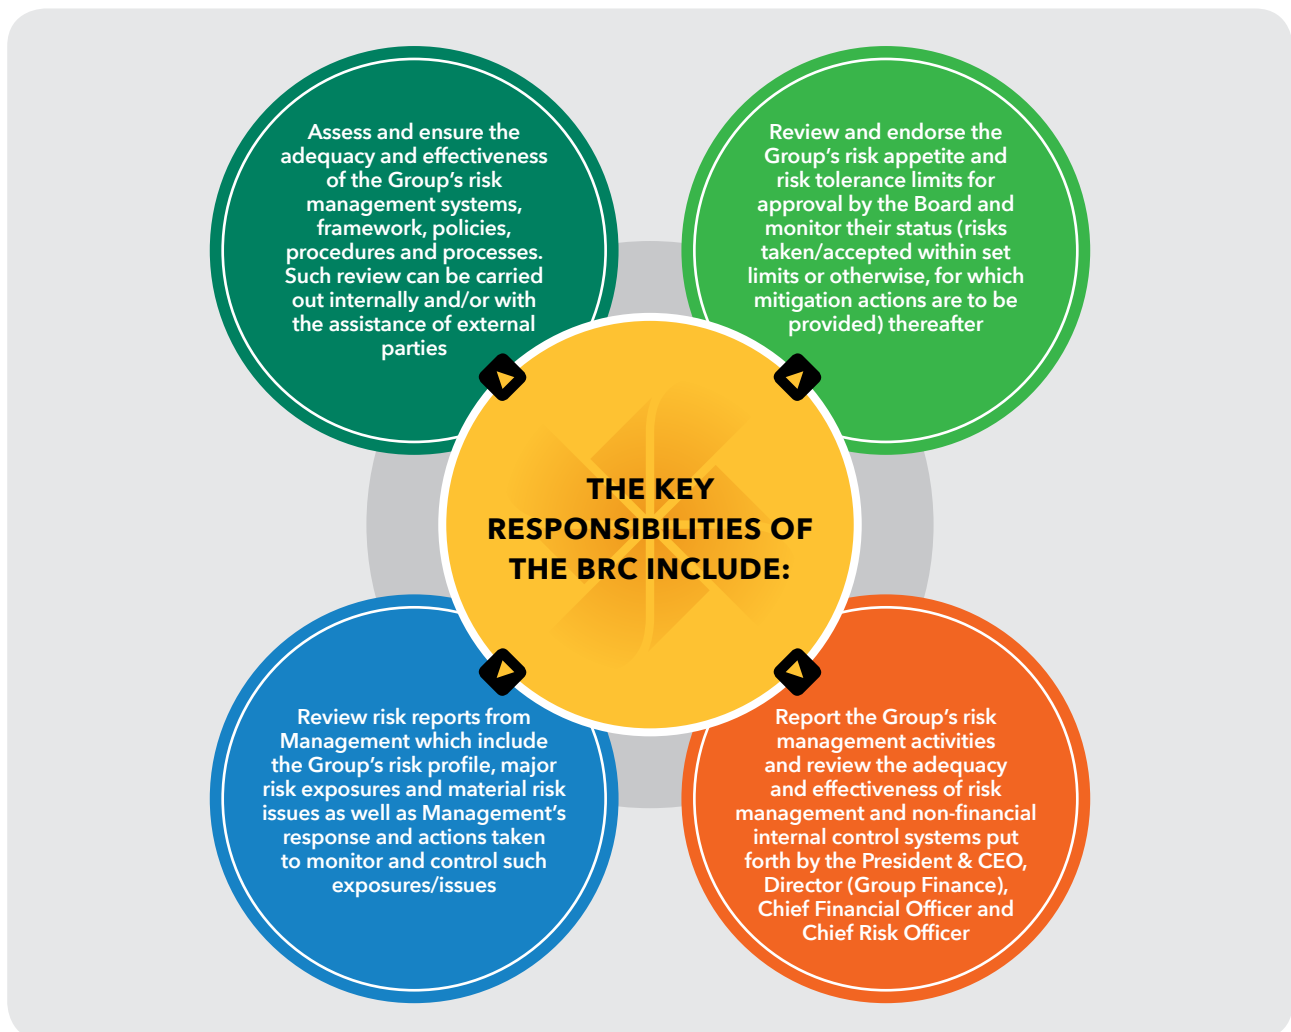 Assess and ensure the
adequacy and effectiveness
of the Group's risk
management systems,
framework, policies,
procedures and processes.
Such review can be carried
out internally and/or with
the assistance of external
parties
Review and endorse the
Group's risk appetite and
risk tolerance limits for
approval by the Board and
monitor their status (risks
taken/accepted within set
limits or otherwise, for which
mitigation actions are to be
provided) thereafter
THE KEY
RESPONSIBILITIES OF
THE BRC INCLUDE:
Review risk reports from
Management which include
the Group's risk profile, major
risk exposures and material risk
issues as well as Management's
response and actions taken
to monitor and control such
exposures/issues
Report the Group's risk
management activities
and review the adequacy
and effectiveness of risk
management and non-financial
internal control systems put
forth by the President & CEO,
Director (Group Finance),
Chief Financial Officer and
Chief Risk Officer